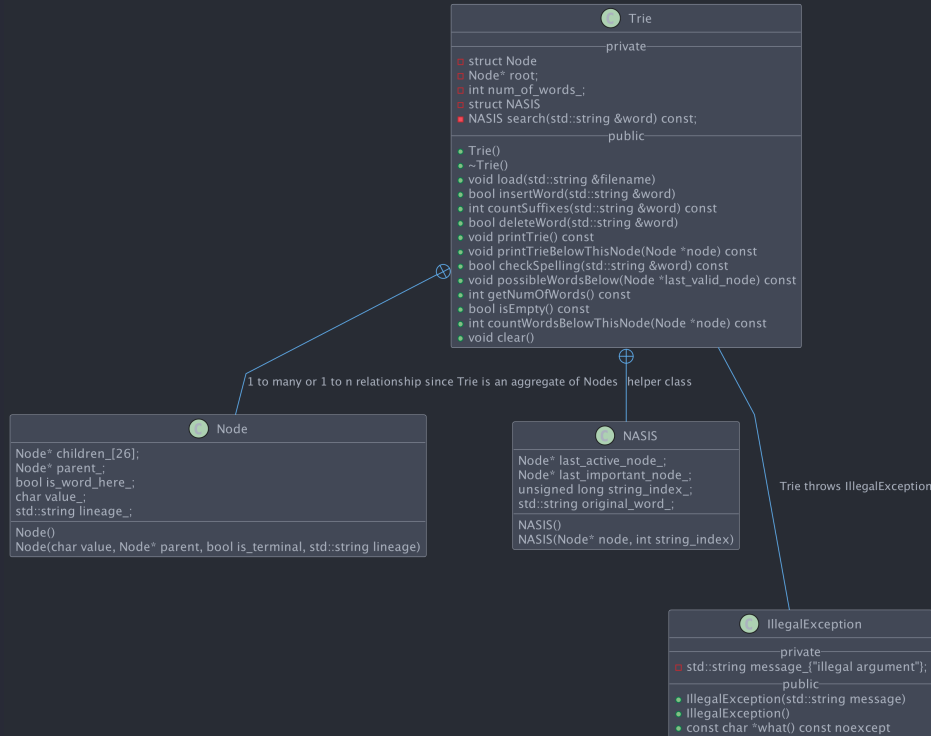 C Trie
private
struct Node
Node* root;
int num_of_words_;
struct NASIS
NASIS search(std::string &word) const;
public
Trie()
~Trie()
void load(std::string &filename)
bool insertWord(std::string &word)
int countSuffixes(std::string &word) const
bool deleteWord(std::string &word)
void printTrie() const
void printTrieBelowThisNode(Node *node) const
bool checkSpelling(std::string &word) const
void possibleWordsBelow(Node *last_valid_node) const
int getNumOfWords() const
bool isEmpty() const
int countWordsBelowThisNode(Node *node) const
void clear()
1 to many or 1 to n relationship since Trie is an aggregate of Nodes
helper class
C Node
Node* children_[26];
Node* parent_;
bool is_word_here_;
char value_;
std::string lineage_;
Node()
Node(char value, Node* parent, bool is_terminal, std::string lineage)
C NASIS
Node* last_active_node_;
Node* last_important_node_;
unsigned long string_index_;
std::string original_word_;
NASIS()
NASIS(Node* node, int string_index)
Trie throws IllegalException
C IllegalException
private
std::string message_{"illegal argument"};
public
IllegalException(std::string message)
IllegalException()
const char *what() const noexcept